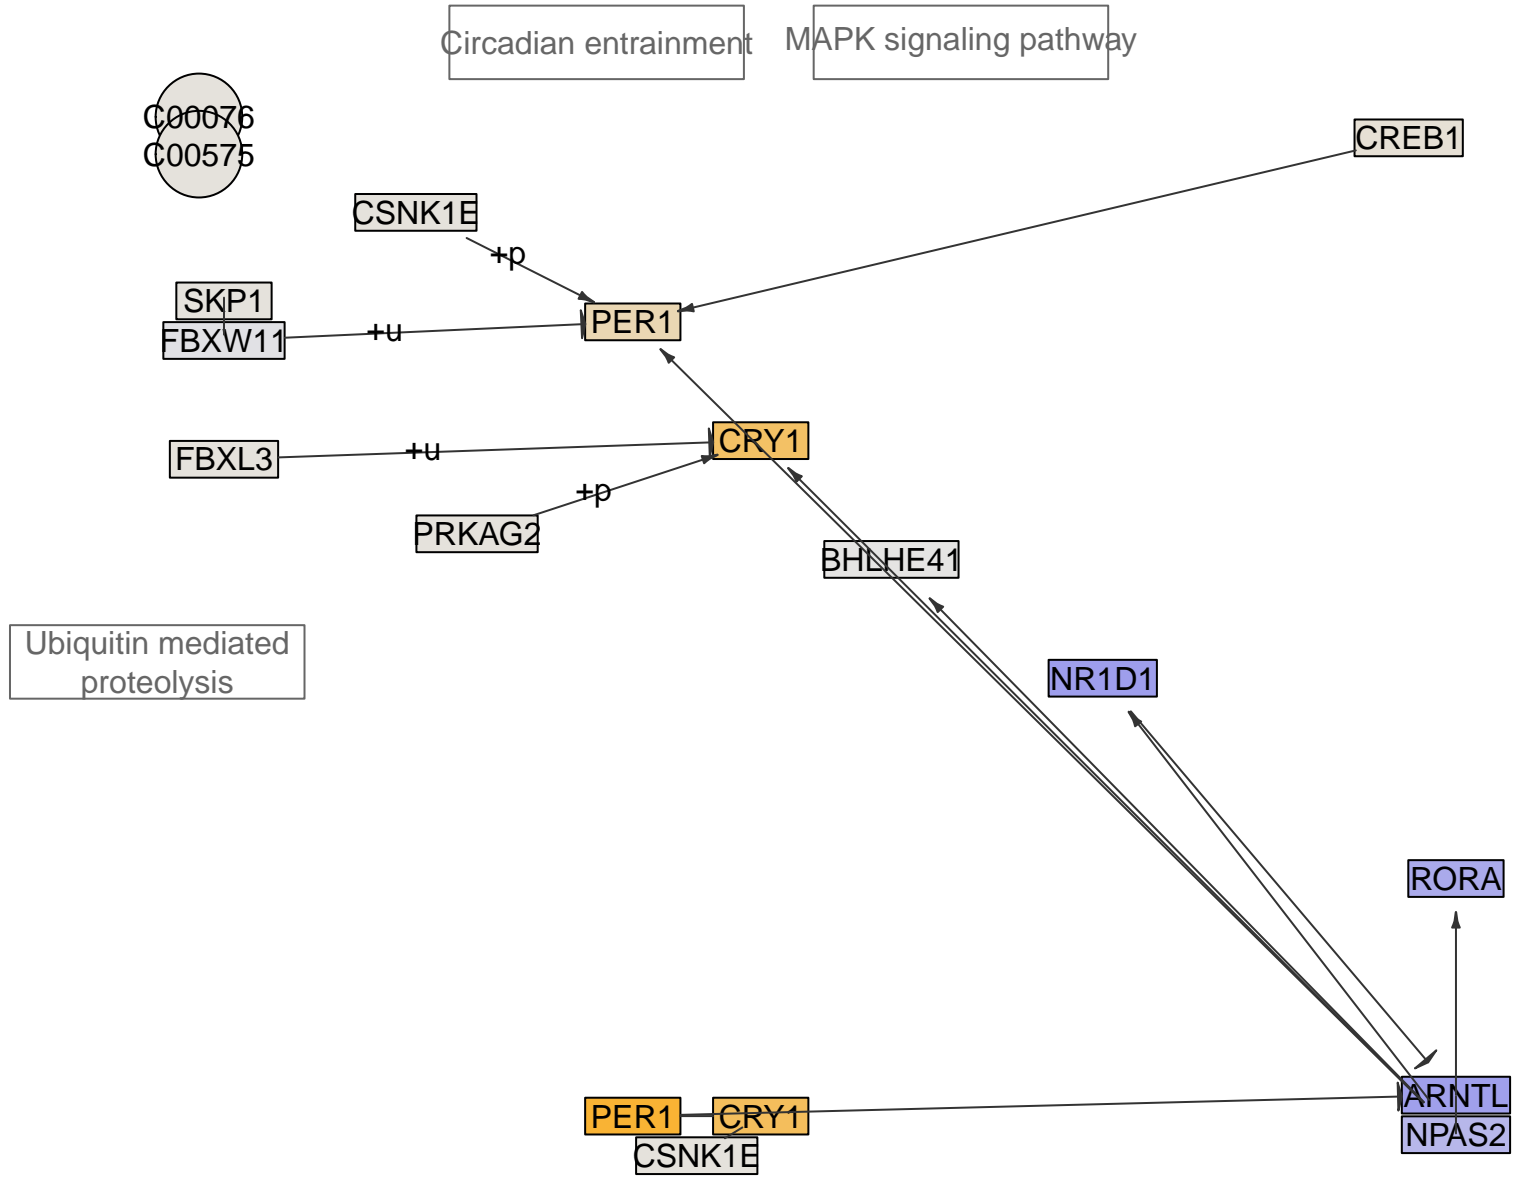 Circadian entrainment
MAPK signaling pathway
C00076
C00575
CREB1
CSNK1E
+p
SKP1
FBXW11
+u
PER1
FBXL3
+u
CRY1
+p
PRKAG2
BHLHE41
Ubiquitin mediated
proteolysis
NR1D1
RORA
PER1
CRY1
CSNK1E
ARNTL
NPAS2